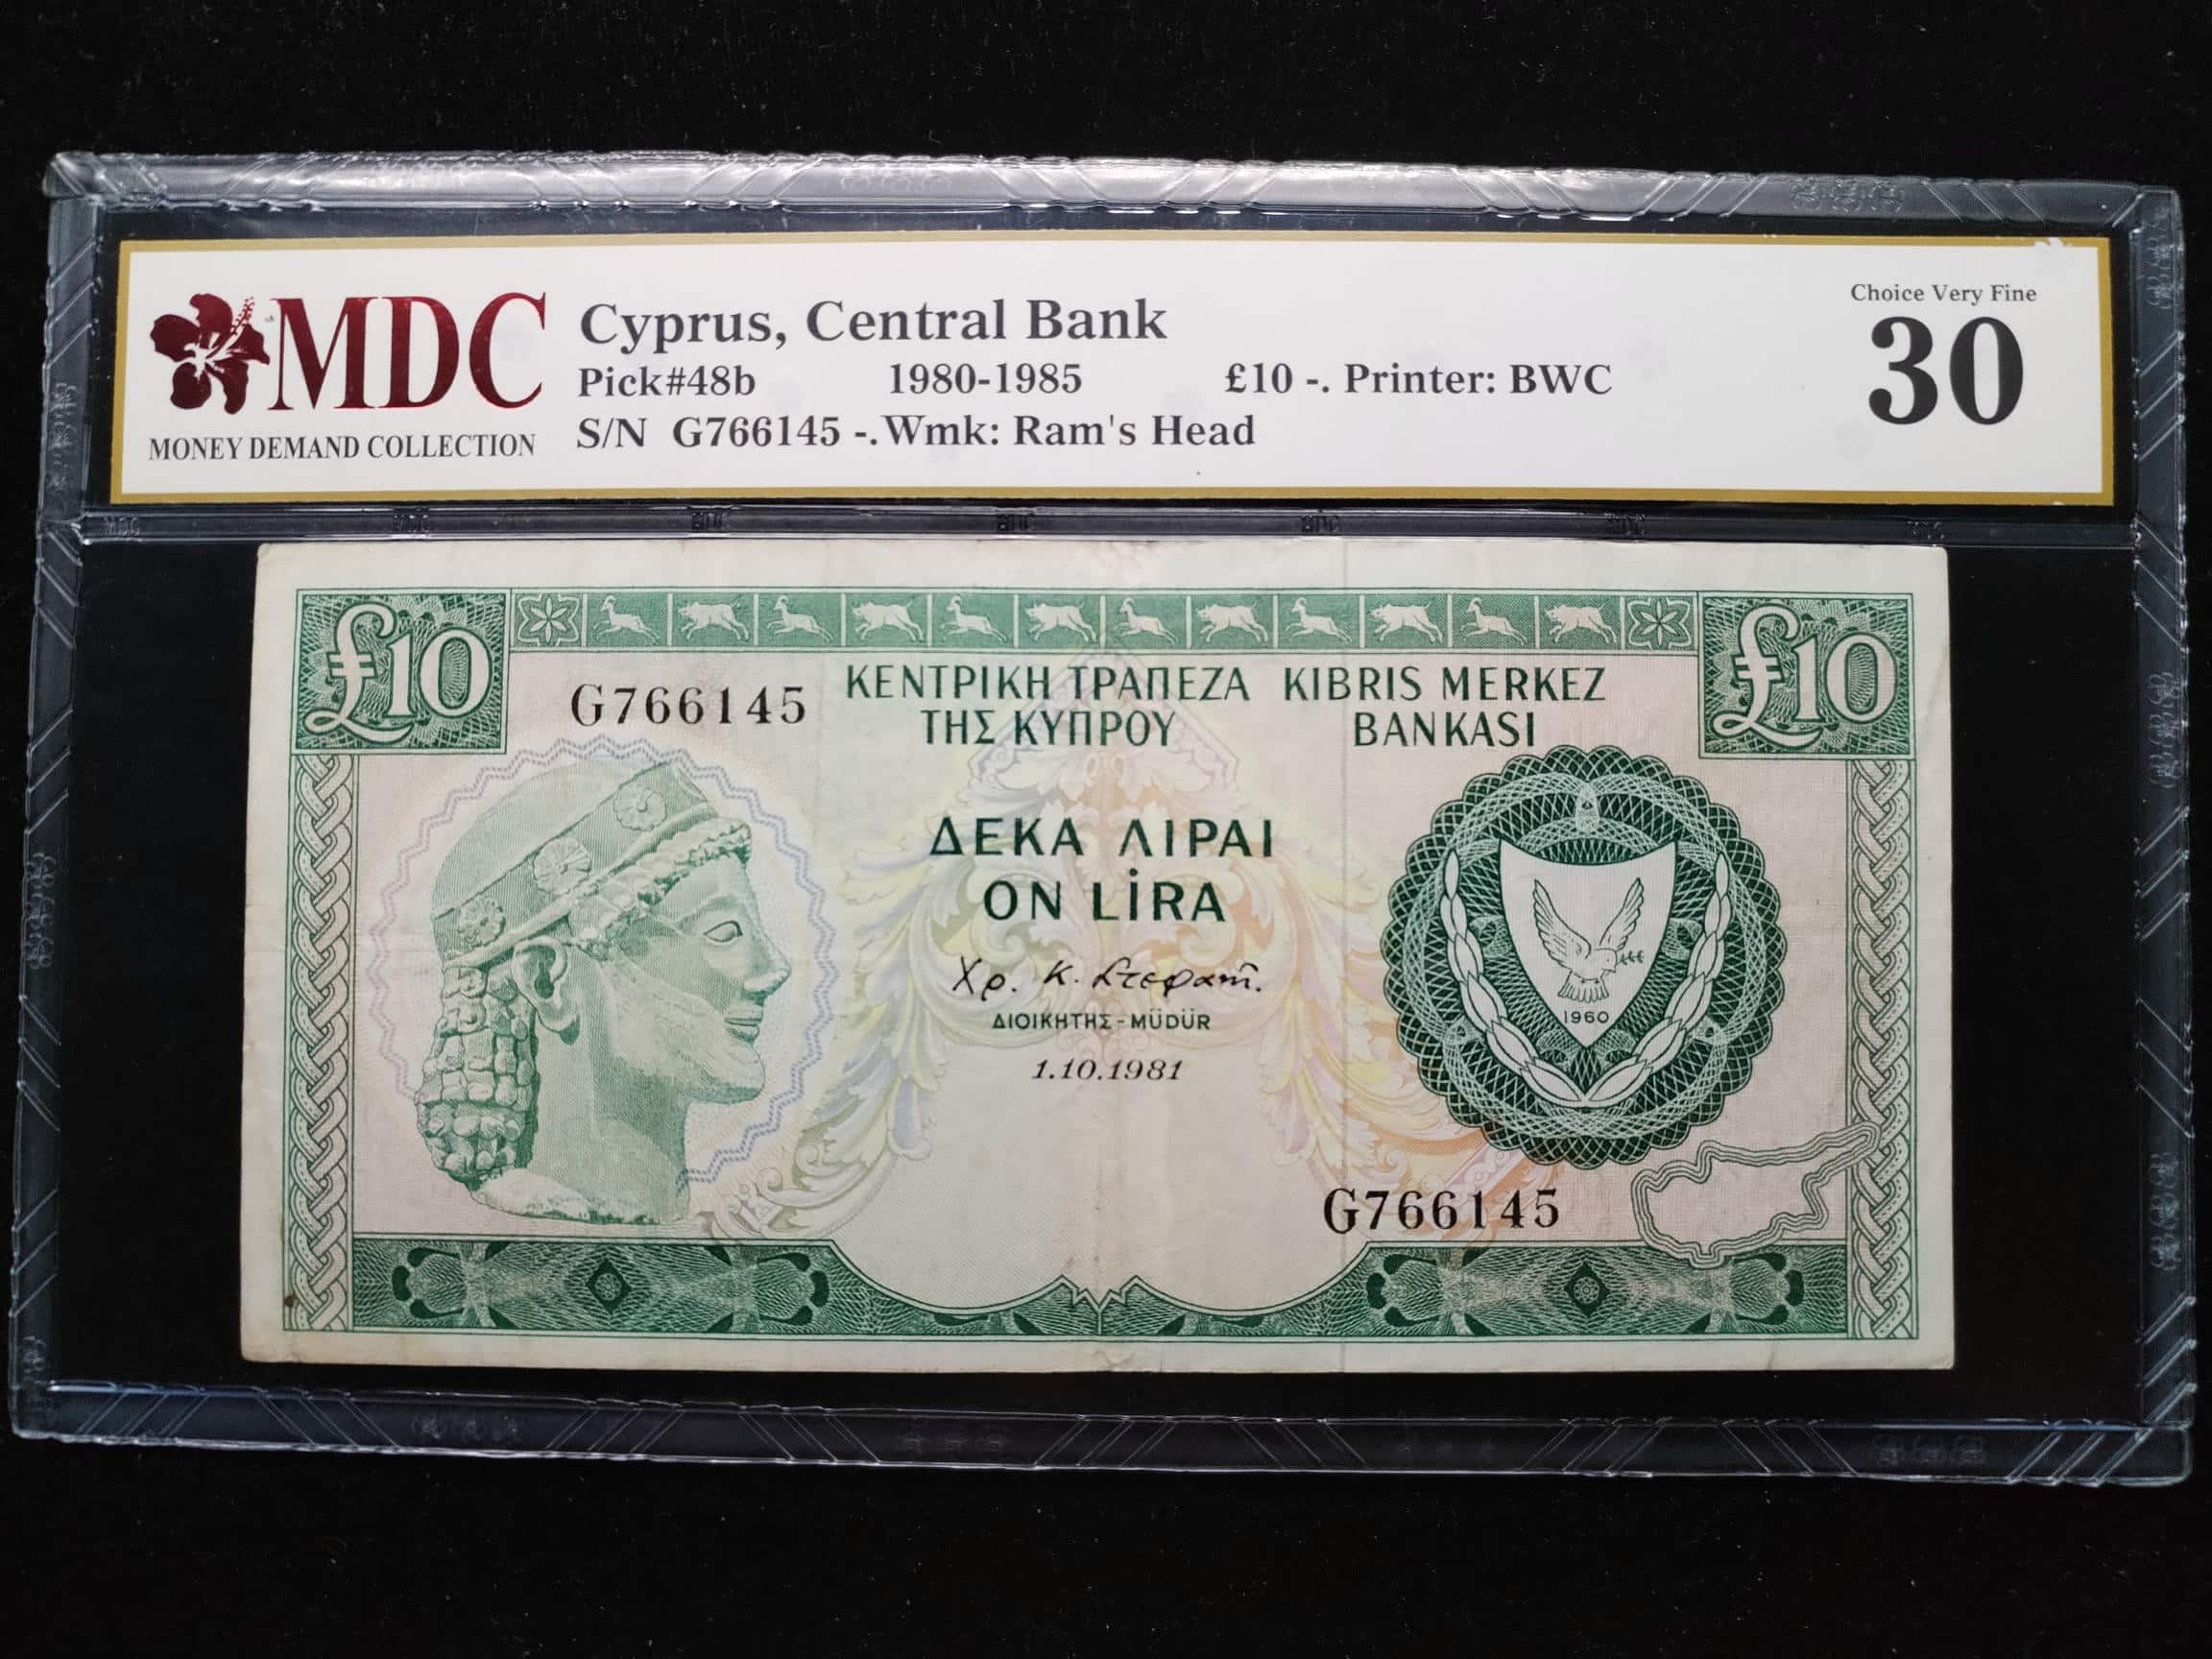 MDC
MONEY DEMAND COLLECTION
Cyprus, Central Bank
Pick#48b 1980-1985 £10 -. Printer: BWC
S/N G766145 -.Wmk: Ram's Head
Choice Very Fine
30
£10
£10
G766145
ΚΕΝΤΡΙΚΗ ΤΡΑΠΕΖΑ
ΤΗΣ ΚΥΠΡΟΥ
KIBRIS MERKEZ
BANKASI
ΔΕΚΑ ΛΙΡΑΙ
ON LİRA
Χρ. Κ. Στεφανή.
ΔΙΟΙΚΗΤΗΣ-MÜDÜR
1.10.1981
1960
G766145